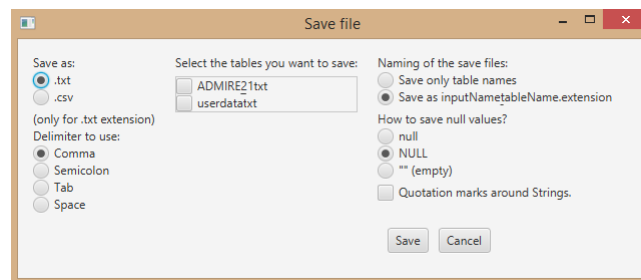 Save file
Save as:
.txt
.csv
(only for .txt extension)
Delimiter to use:
Comma
Semicolon
Tab
Space
Select the tables you want to save:
ADMIRE21txt
userdatatxt
Naming of the save files:
Save only table names
Save as inputNametableName.extension
How to save null values?
null
NULL
"" (empty)
Quotation marks around Strings.
Save
Cancel